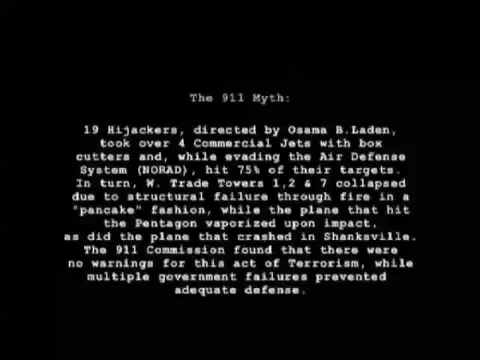 The 911 Myth:
19 Hijackers, directed by Osama B.Laden,
took over 4 Commercial Jets with box
cutters and, while evading the Air Defense
System (NORAD), hit 75% of their targets.
In turn, W. Trade Towers 1,2 & 7 collapsed
due to structural failure through fire in a
"pancake" fashion, while the plane that hit
the Pentagon vaporized upon impact,
as did the plane that crashed in Shanksville.
The 911 Commission found that there were
no warnings for this act of Terrorism, while
multiple government failures prevented
adequate defense.